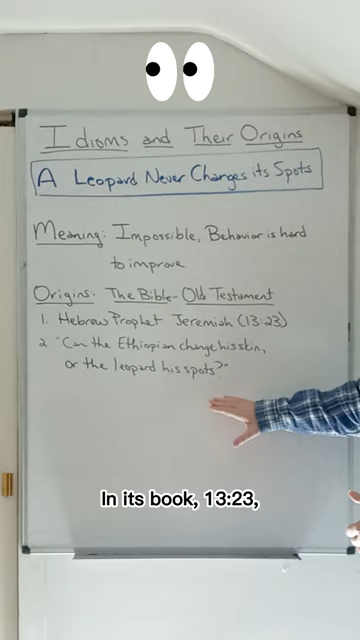 Idioms and Their Origins
A Leopard Never Changes its Spots
Meaning: Impossible, Behavior is hard
to improve
Origins: The Bible - Old Testament
1. Hebrew Prophet Jeremiah (13:23)
2. "Can the Ethiopian change his skin,
or the leopard his spots?"
In its book, 13:23,